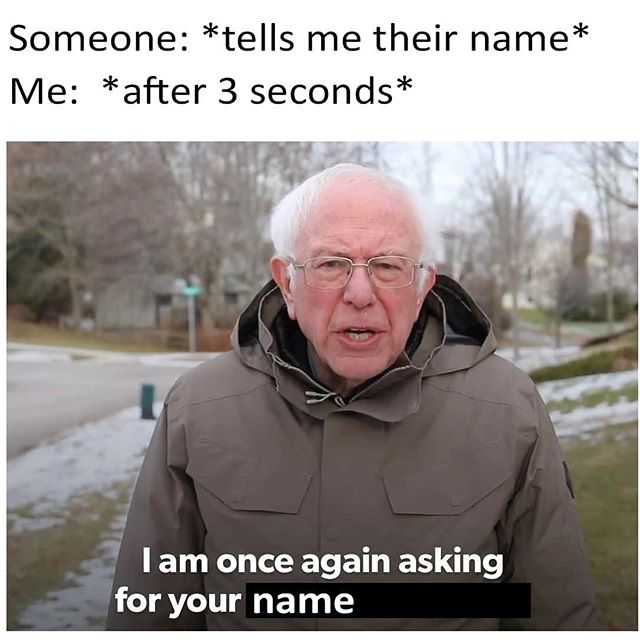 Someone: *tells me their name*
Me: *after 3 seconds*
I am once again asking
for your name